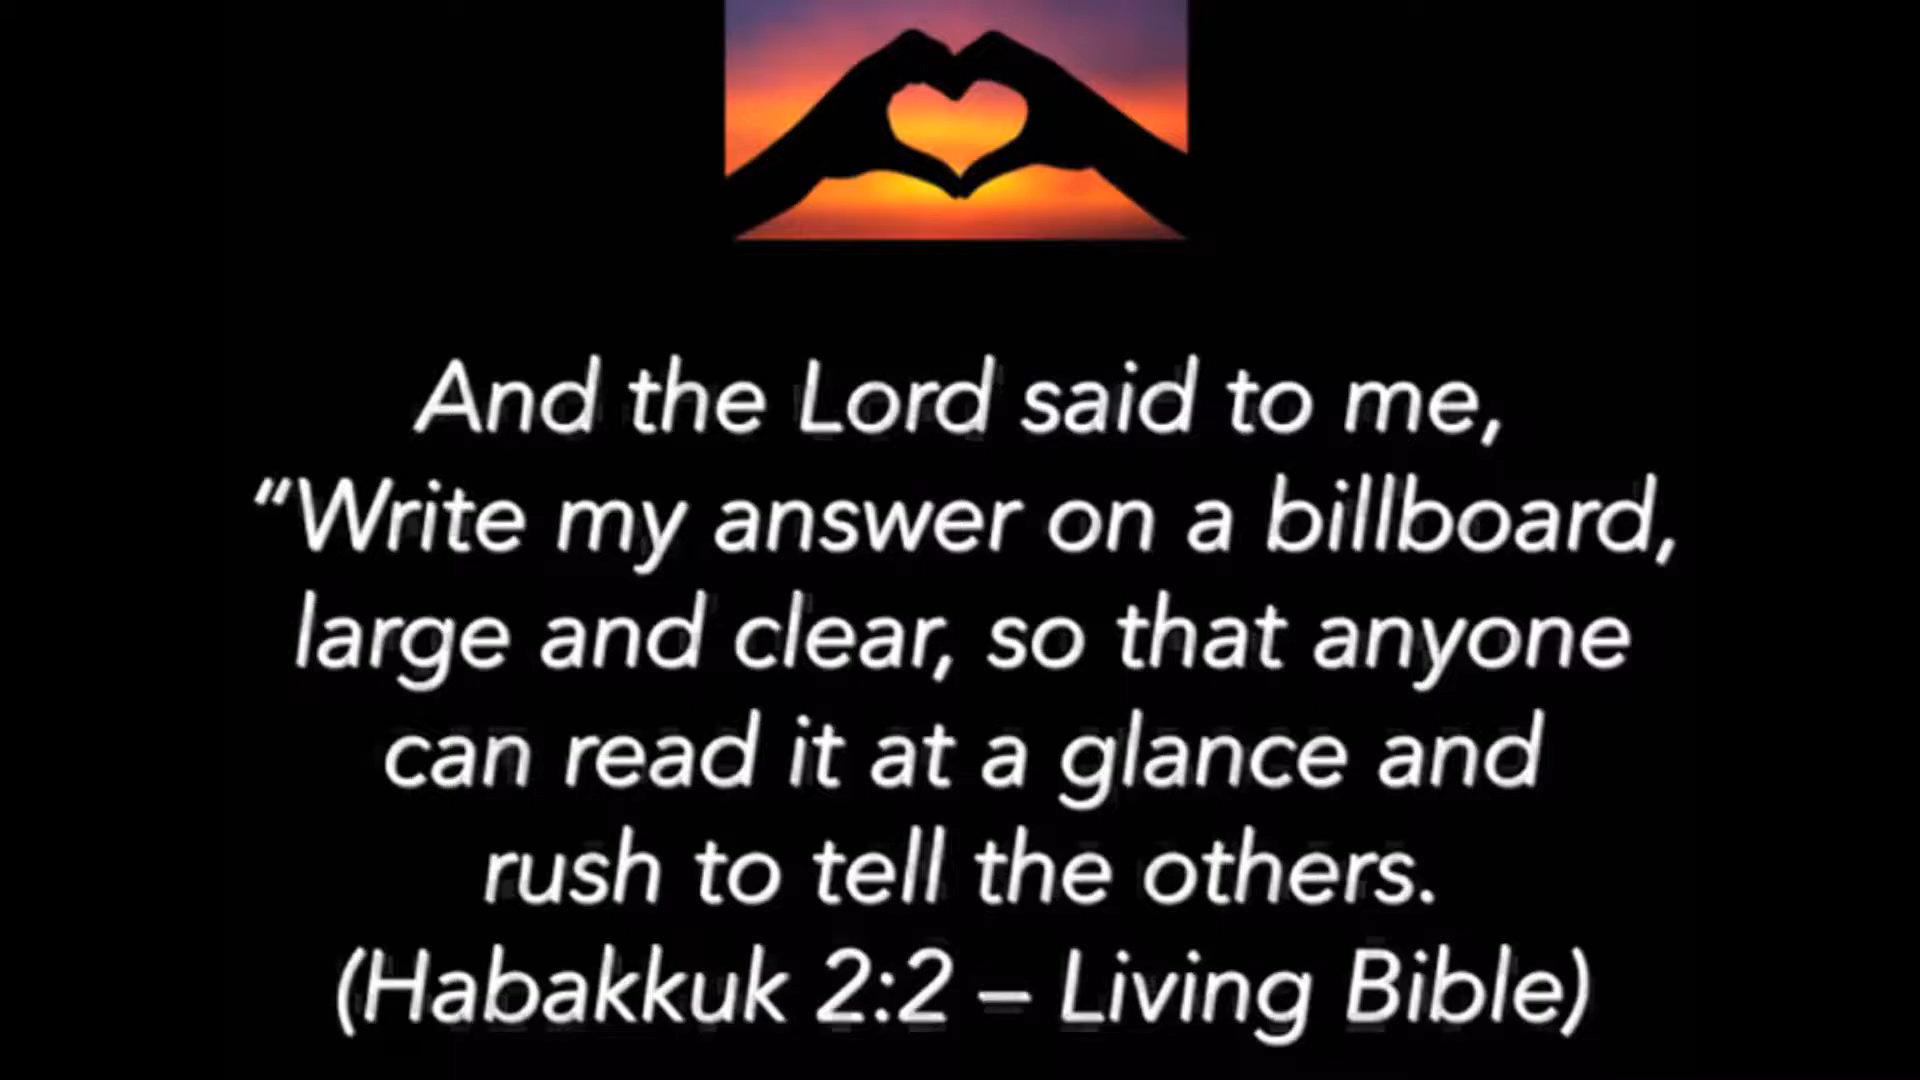 And the Lord said to me,
“Write my answer on a billboard,
large and clear, so that anyone
can read it at a glance and
rush to tell the others.
(Habakkuk 2:2 – Living Bible)